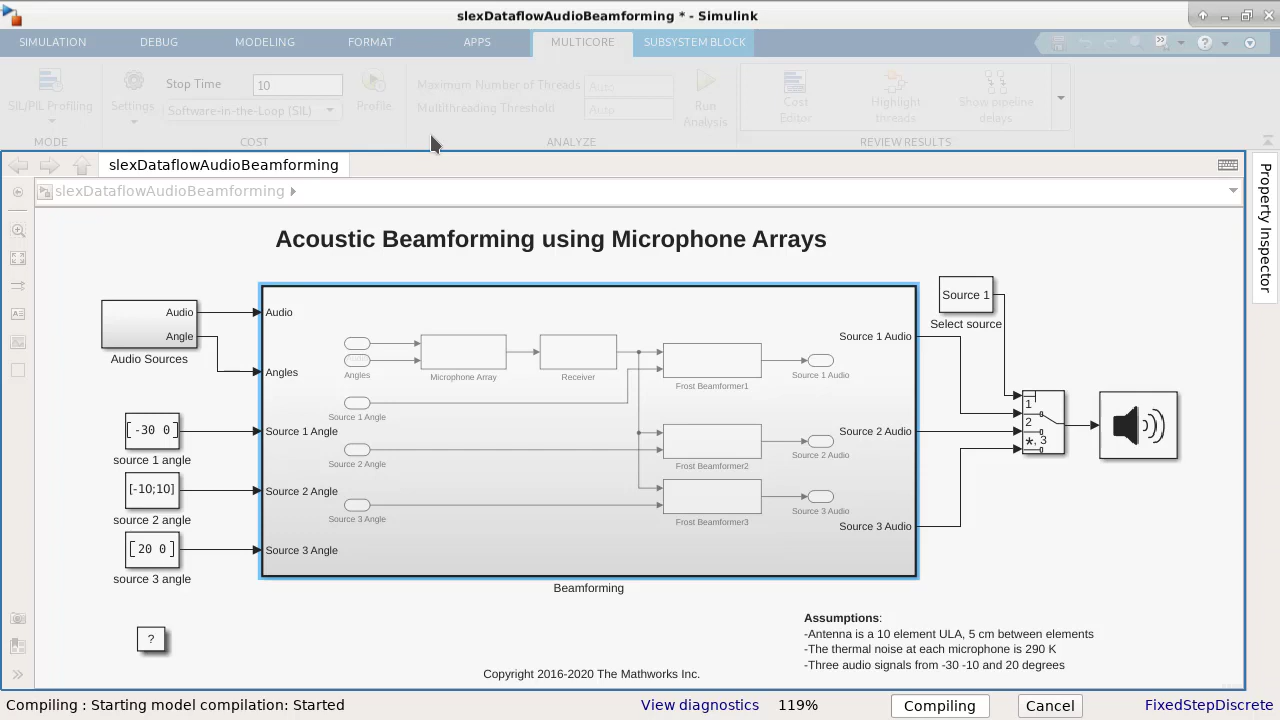 slexDataflowAudioBeamforming * - Simulink
SIMULATION DEBUG MODELING FORMAT APPS MULTICORE SUBSYSTEM BLOCK
SIL/PIL Profiling
MODE
Settings
Stop Time 10
Software-in-the-Loop (SIL)
Profile
COST
Maximum Number of Threads Auto
Multithreading Threshold Auto
Run
Analysis
ANALYZE
Cost
Editor
Highlight
threads
Show pipeline
delays
REVIEW RESULTS
slexDataflowAudioBeamforming
slexDataflowAudioBeamforming
Property Inspector
Acoustic Beamforming using Microphone Arrays
Audio
Angle
Audio Sources
[-30 0]
source 1 angle
[-10;10]
source 2 angle
[20 0]
source 3 angle
?
Audio
Angles
Source 1 Angle
Source 2 Angle
Source 3 Angle
Angles
Microphone Array
Receiver
Source 1 Angle
Source 2 Angle
Source 3 Angle
Frost Beamformer1
Frost Beamformer2
Frost Beamformer3
Source 1 Audio
Source 2 Audio
Source 3 Audio
Source 1 Audio
Source 2 Audio
Source 3 Audio
Beamforming
Source 1
Select source
1
2
*, 3
Assumptions:
-Antenna is a 10 element ULA, 5 cm between elements
-The thermal noise at each microphone is 290 K
-Three audio signals from -30 -10 and 20 degrees
Copyright 2016-2020 The Mathworks Inc.
Compiling : Starting model compilation: Started View diagnostics 119% Compiling Cancel FixedStepDiscrete